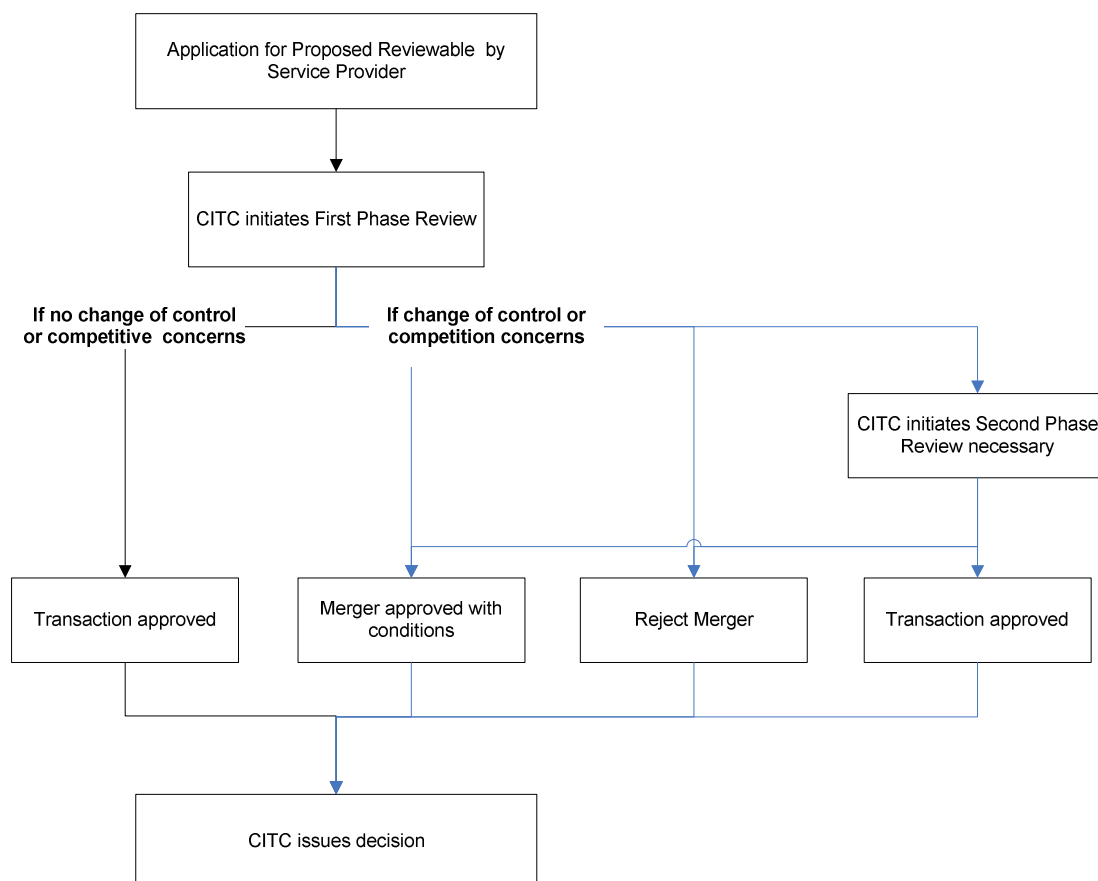 Application for Proposed Reviewable by
Service Provider
CITC initiates First Phase Review
If no change of control
or competitive concerns
If change of control or
competition concerns
CITC initiates Second Phase
Review necessary
Transaction approved
Merger approved with
conditions
Reject Merger
Transaction approved
CITC issues decision